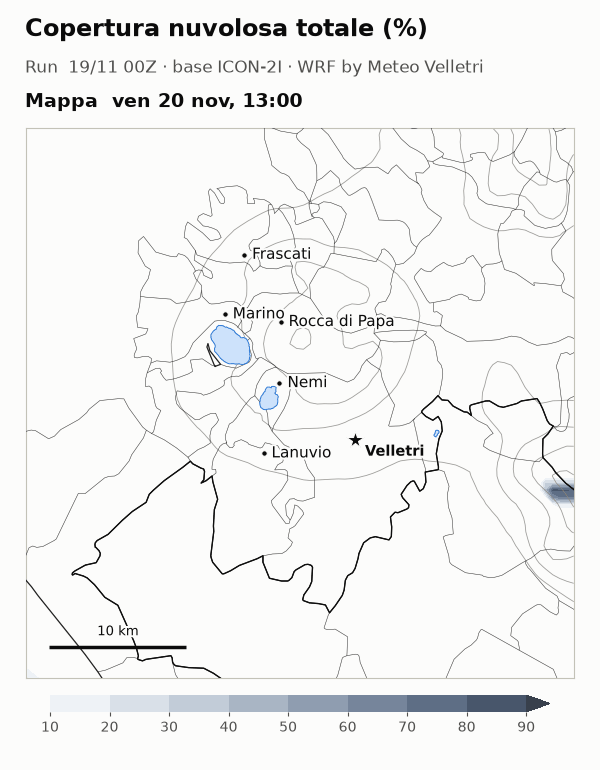 Copertura nuvolosa totale (%)
Run  19/11 00Z · base ICON-2I · WRF by Meteo Velletri
Mappa  ven 20 nov, 13:00
Frascati
Marino
Rocca di Papa
Nemi
Velletri
Lanuvio
10 km
10 20 30 40 50 60 70 80 90